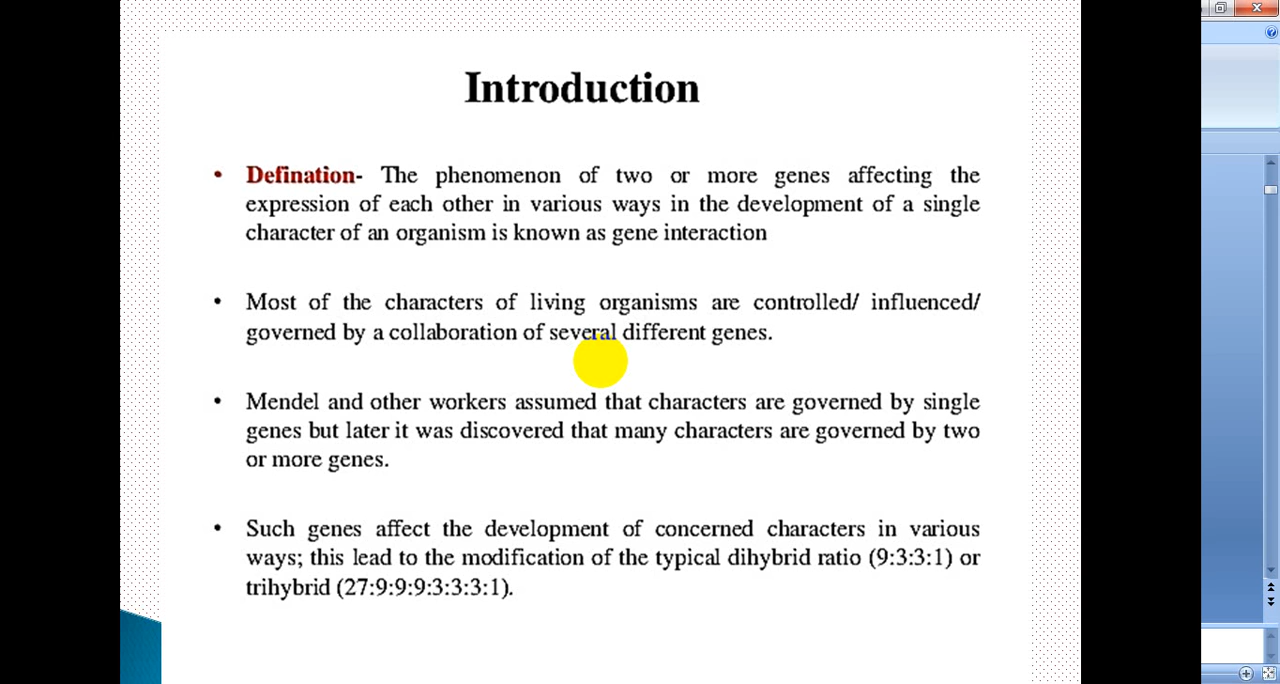 Introduction
• Defination- The phenomenon of two or more genes affecting the
expression of each other in various ways in the development of a single
character of an organism is known as gene interaction
• Most of the characters of living organisms are controlled/ influenced/
governed by a collaboration of several different genes.
• Mendel and other workers assumed that characters are governed by single
genes but later it was discovered that many characters are governed by two
or more genes.
• Such genes affect the development of concerned characters in various
ways; this lead to the modification of the typical dihybrid ratio (9:3:3:1) or
trihybrid (27:9:9:9:3:3:3:1).